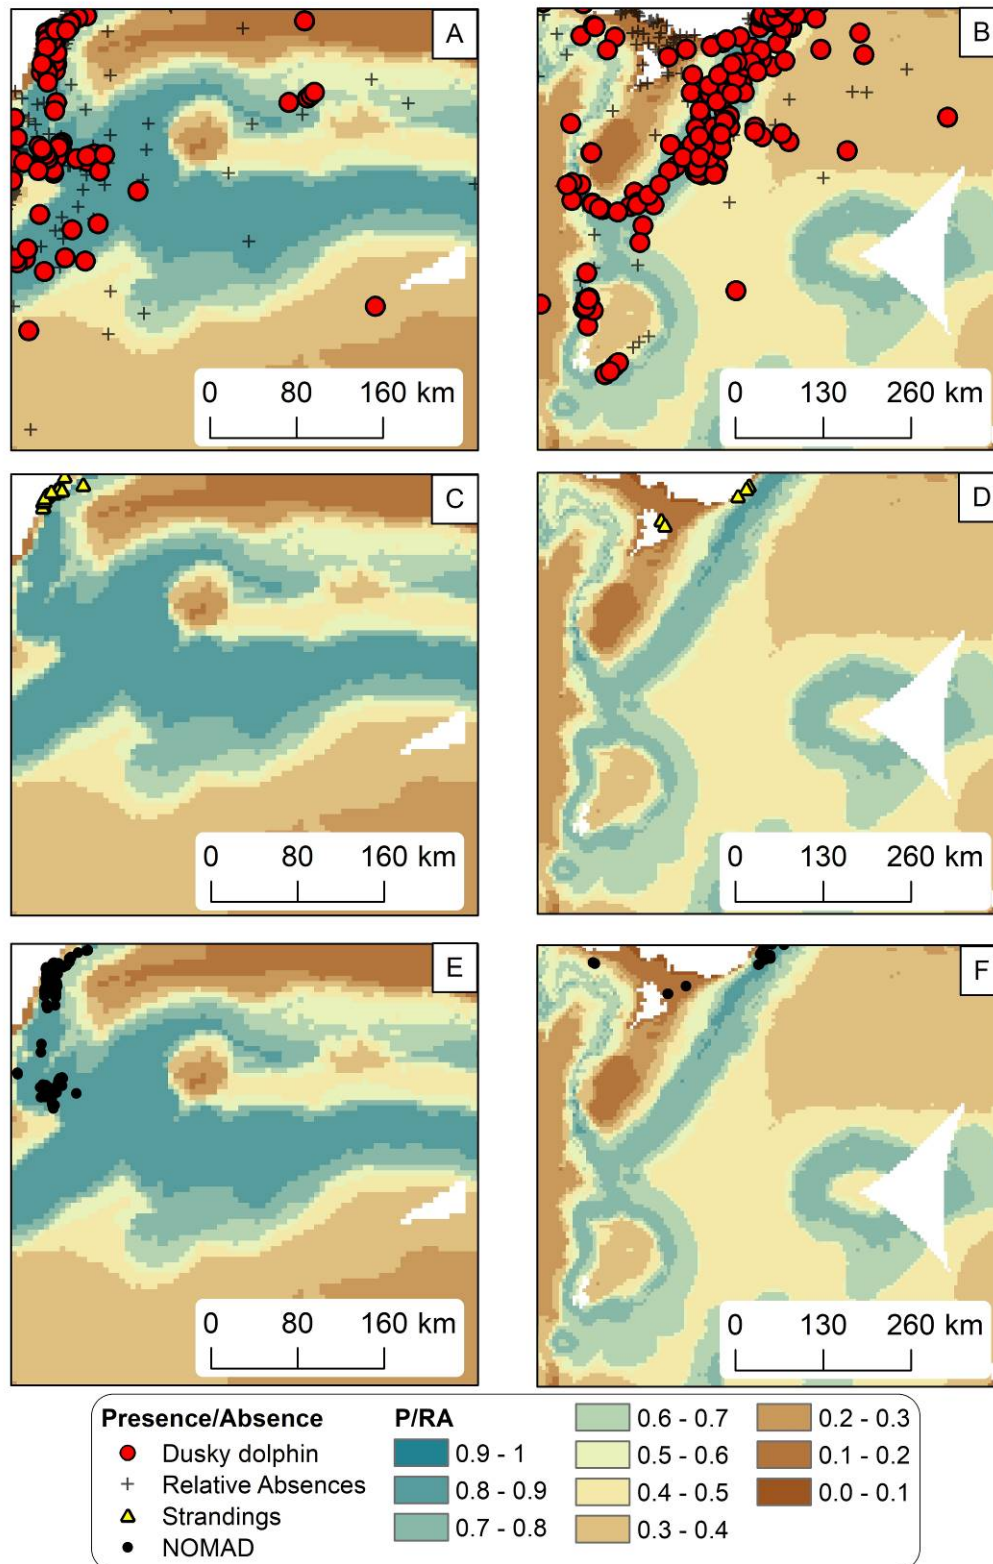 A
B
0 80 160 km
0 130 260
C
D
0 80 160 km
0 130 260
E
F
0 80 160 km
0 130 260
Presence/Absence
Dusky dolphin
Relative Absences
Strandings
NOMAD
P/RA
0.9 - 1
0.8 - 0.9
0.7 - 0.8
0.6 - 0.7
0.5 - 0.6
0.4 - 0.5
0.3 - 0.4
0.2 - 0.3
0.1 - 0.2
0.0 - 0.1